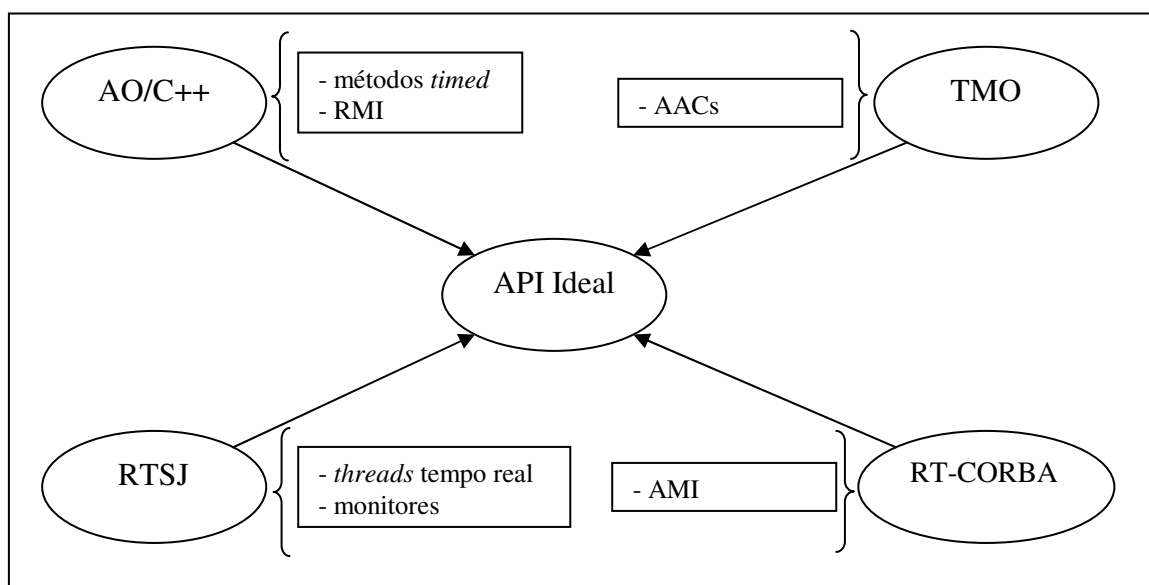 AO/C++
- métodos timed
- RMI
- AACs
TMO
API Ideal
RTSJ
- threads tempo real
- monitores
- AMI
RT-CORBA